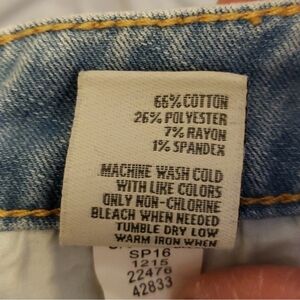 66% COTTON
26% POLYESTER
7% RAYON
1% SPANDEX
MACHINE WASH COLD
WITH LIKE COLORS
ONLY NON-CHLORINE
BLEACH WHEN NEEDED
TUMBLE DRY LOW
WARM IRON WHEN
SP16
1215
22476
42833